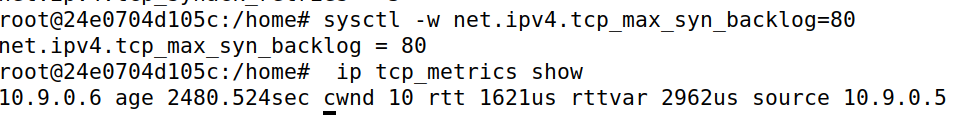 root@24e0704d105c:/home# sysctl -w net.ipv4.tcp_max_syn_backlog=80
net.ipv4.tcp_max_syn_backlog = 80
root@24e0704d105c:/home#  ip tcp_metrics show
10.9.0.6 age 2480.524sec cwnd 10 rtt 1621us rttvar 2962us source 10.9.0.5